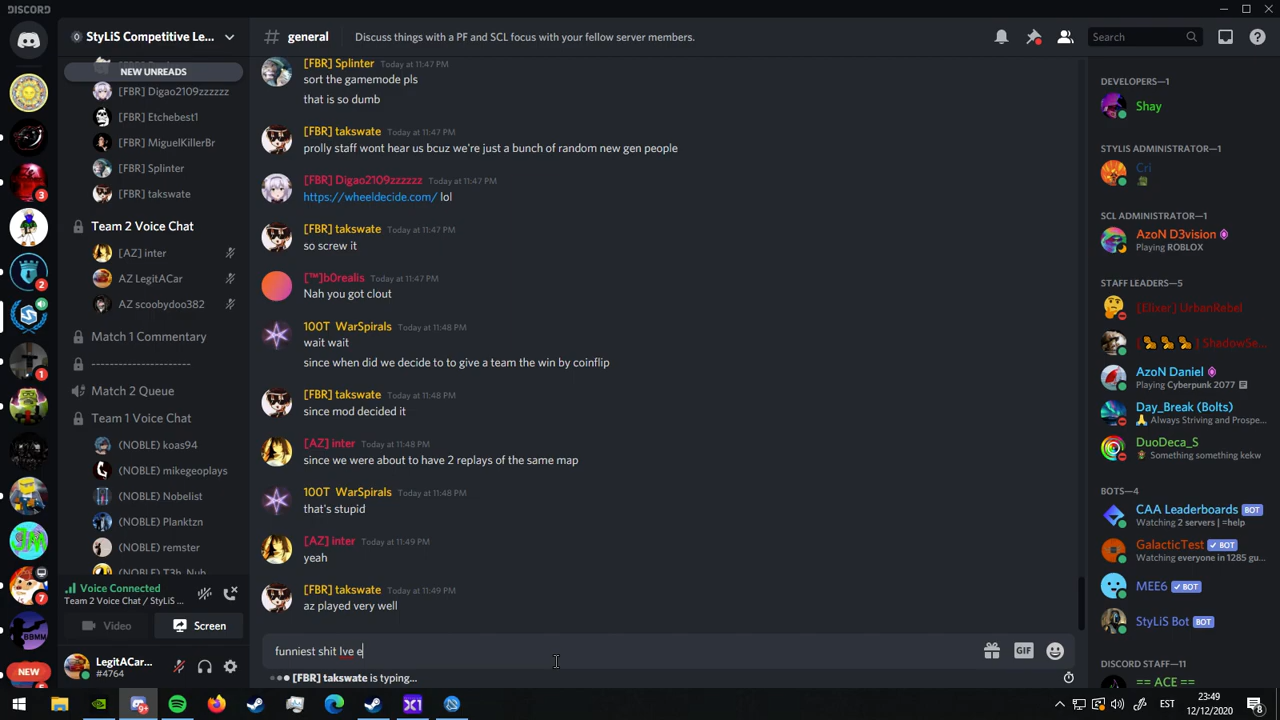 DISCORD
StyLiS Competitive Le...
# general
Discuss things with a PF and SCL focus with your fellow server members.
Search
NEW UNREADS
[FBR] Digao2109zzzzzz
[FBR] Etchebest1
[FBR] MiguelKillerBr
[FBR] Splinter
[FBR] takswate
Team 2 Voice Chat
[AZ] inter
AZ LegitACar
AZ scoobydoo382
Match 1 Commentary
----------------------
Match 2 Queue
Team 1 Voice Chat
(NOBLE) koas94
(NOBLE) mikegeoplays
(NOBLE) Nobelist
(NOBLE) Planktzn
(NOBLE) remster
(NOBLE) T3h_Nub
Voice Connected
Team 2 Voice Chat / StyLiS ...
Video
Screen
LegitACar...
#4764
3
2
1
7
NEW
[FBR] Splinter Today at 11:47 PM
sort the gamemode pls
that is so dumb
[FBR] takswate Today at 11:47 PM
prolly staff wont hear us bcuz we're just a bunch of random new gen people
[FBR] Digao2109zzzzzz Today at 11:47 PM
https://wheeldecide.com/ lol
[FBR] takswate Today at 11:47 PM
so screw it
[™]b0realis Today at 11:47 PM
Nah you got clout
100T WarSpirals Today at 11:48 PM
wait wait
since when did we decide to to give a team the win by coinflip
[FBR] takswate Today at 11:48 PM
since mod decided it
[AZ] inter Today at 11:48 PM
since we were about to have 2 replays of the same map
100T WarSpirals Today at 11:48 PM
that's stupid
[AZ] inter Today at 11:49 PM
yeah
[FBR] takswate Today at 11:49 PM
az played very well
funniest shit Ive e
GIF
[FBR] takswate is typing...
DEVELOPERS—1
Shay
STYLIS ADMINISTRATOR—1
Cri
SCL ADMINISTRATOR—1
AzoN D3vision
Playing ROBLOX
STAFF LEADERS—5
[Elixer] UrbanRebel
ShadowSe...
AzoN Daniel
Playing Cyberpunk 2077
Day_Break (Bolts)
Always Striving and Prospe...
DuoDeca_S
Something something kekw
BOTS—4
CAA Leaderboards BOT
Watching 2 servers | =help
GalacticTest BOT
Watching everyone in 1285 gu...
MEE6 BOT
StyLiS Bot BOT
DISCORD STAFF—11
== ACE ==
9+
X1
EST
23:49
12/12/2020
8